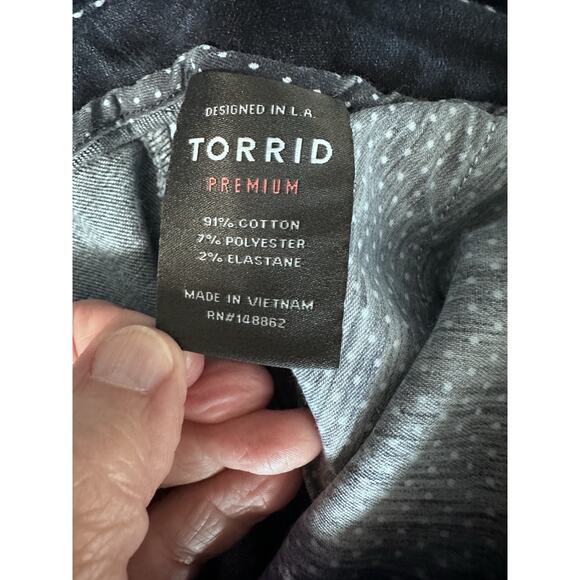 DESIGNED IN L.A.
TORRID
PREMIUM
91% COTTON
7% POLYESTER
2% ELASTANE
MADE IN VIETNAM
RN#148862